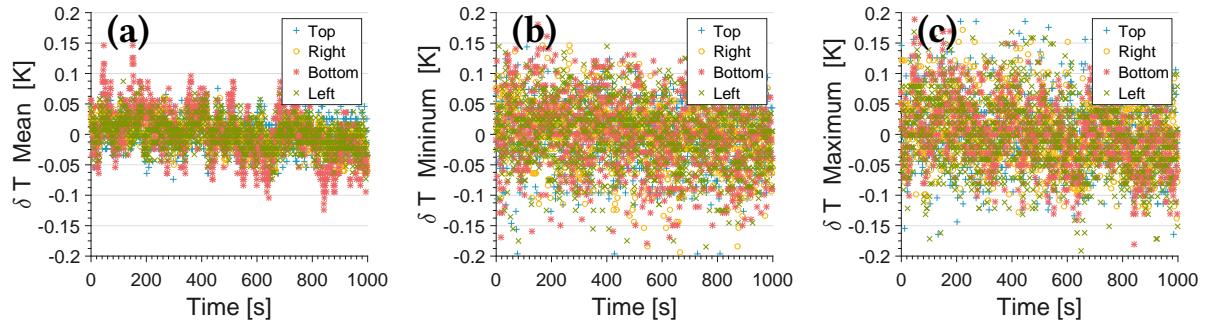 (a)
Top
Right
Bottom
Left
0.2
0.15
0.1
0.05
0
-0.05
-0.1
-0.15
-0.2
δ T Mean [K]
0 200 400 600 800 1000
Time [s]
(b)
Top
Right
Bottom
Left
0.2
0.15
0.1
0.05
0
-0.05
-0.1
-0.15
-0.2
δ T Mininum [K]
0 200 400 600 800 1000
Time [s]
(c)
Top
Right
Bottom
Left
0.2
0.15
0.1
0.05
0
-0.05
-0.1
-0.15
-0.2
δ T Maximum [K]
0 200 400 600 800 1000
Time [s]